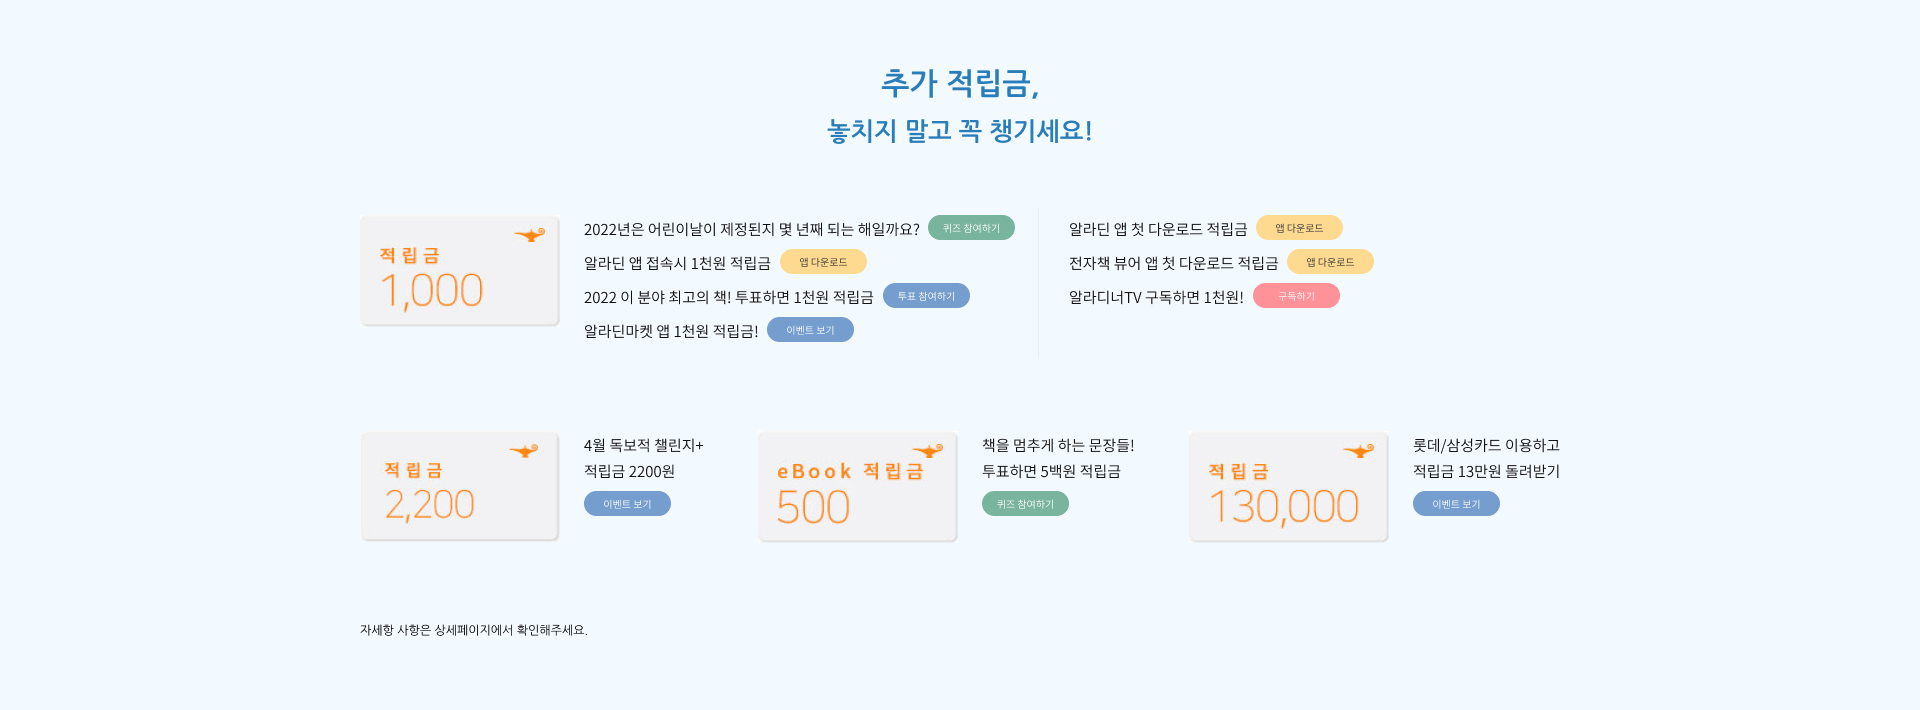 추가 적립금,
놓치지 말고 꼭 챙기세요!
적립금
1,000
2022년은 어린이날이 제정된지 몇 년째 되는 해일까요? 퀴즈 참여하기
알라딘 앱 접속시 1천원 적립금 앱 다운로드
2022 이 분야 최고의 책! 투표하면 1천원 적립금 투표 참여하기
알라딘마켓 앱 1천원 적립금! 이벤트 보기
알라딘 앱 첫 다운로드 적립금 앱 다운로드
전자책 뷰어 앱 첫 다운로드 적립금 앱 다운로드
알라디너TV 구독하면 1천원! 구독하기
적립금
2,200
4월 독보적 챌린지+
적립금 2200원
이벤트 보기
eBook 적립금
500
책을 멈추게 하는 문장들!
투표하면 5백원 적립금
퀴즈 참여하기
적립금
130,000
롯데/삼성카드 이용하고
적립금 13만원 돌려받기
이벤트 보기
자세항 사항은 상세페이지에서 확인해주세요.